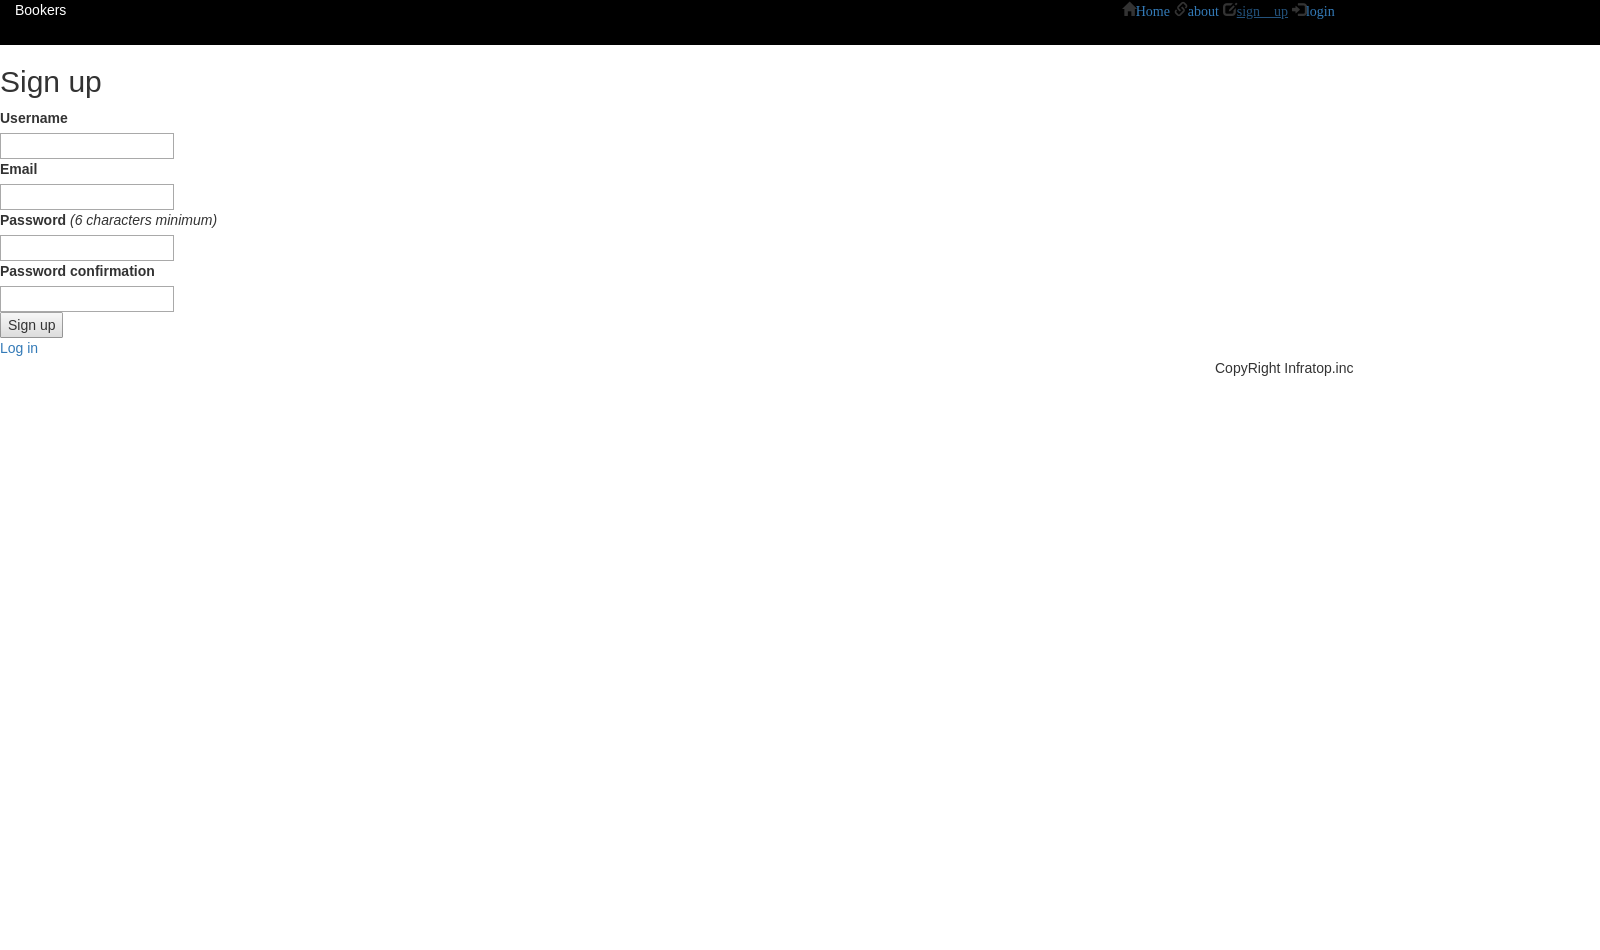 Bookers Home about sign up login
Sign up
Username
Email
Password (6 characters minimum)
Password confirmation
Sign up
Log in
CopyRight Infratop.inc